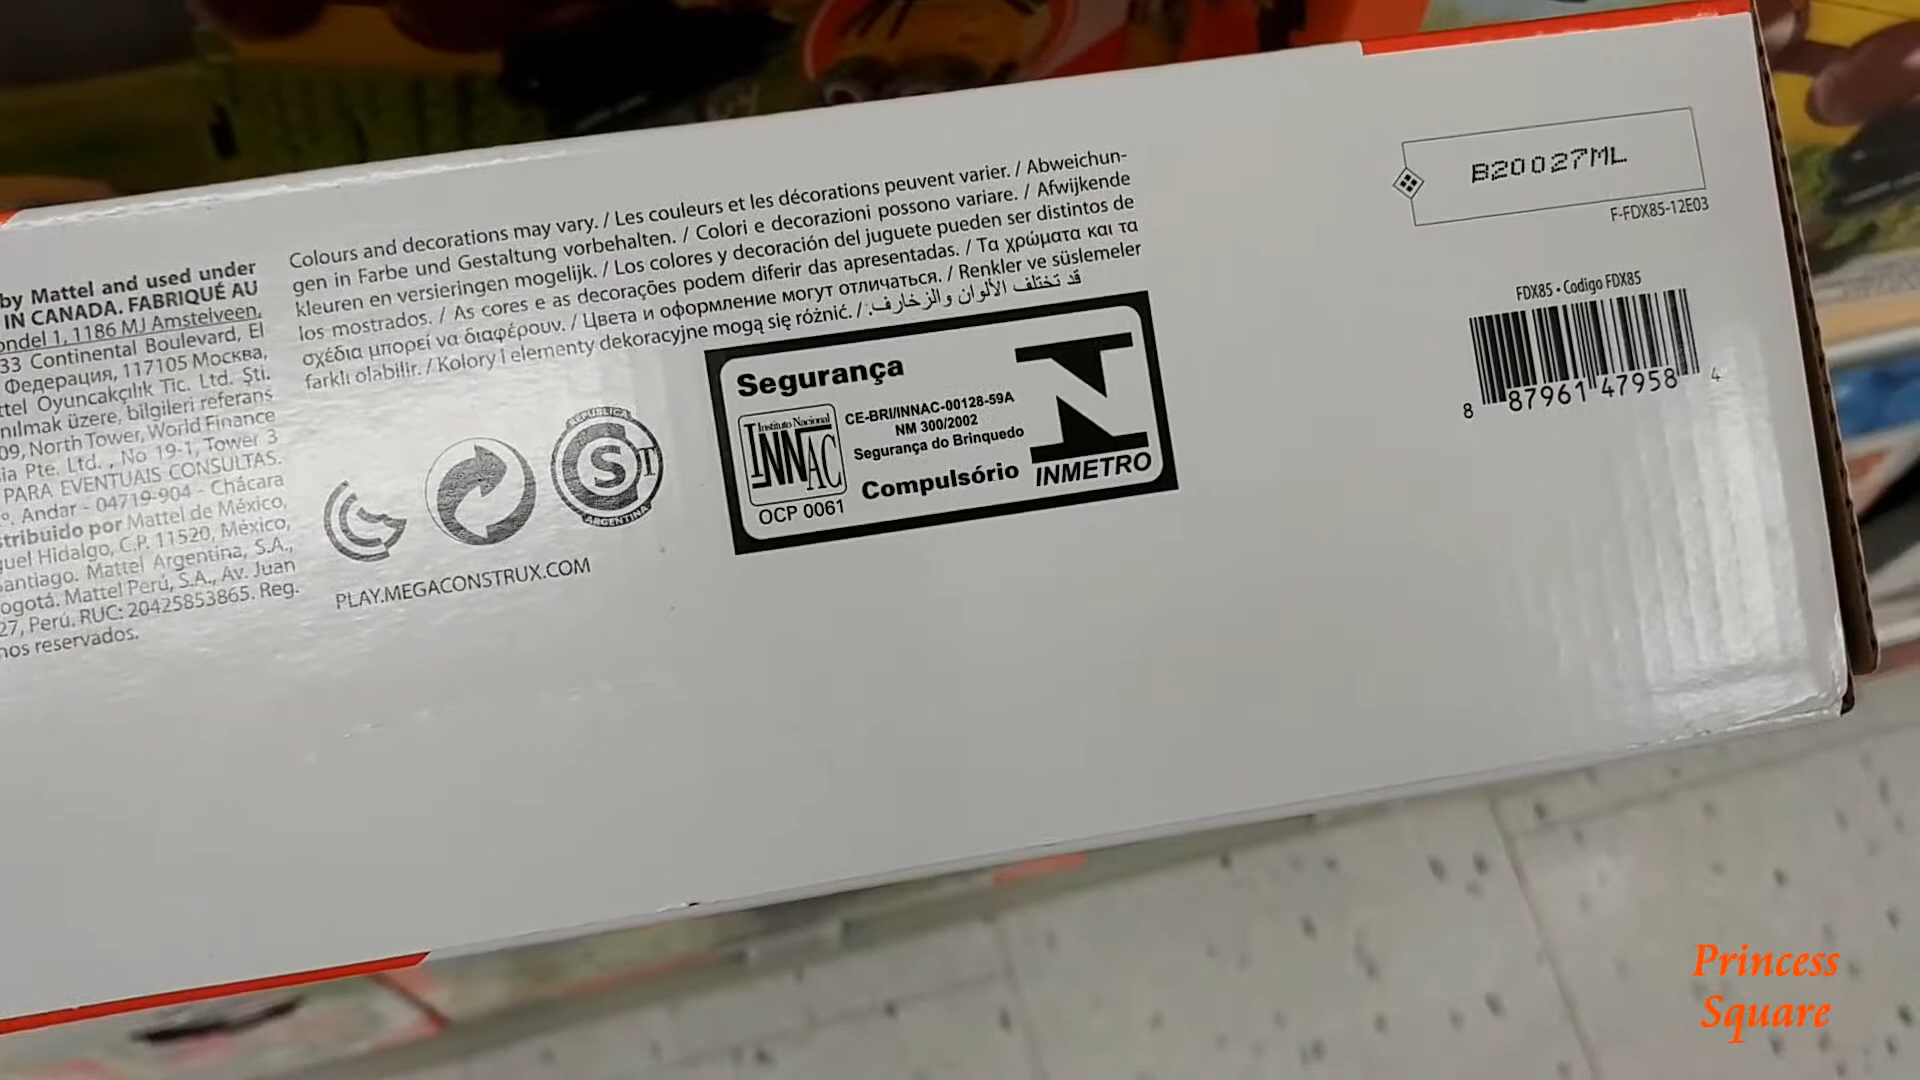 by Mattel and used under
IN CANADA. FABRIQUÉ AU
ondel 1, 1186 MJ Amstelveen,
33 Continental Boulevard, El
Федерация, 117105 Москва,
ttel Oyuncakçılık Tic. Ltd. Şti.
nılmak üzere, bilgileri referans
09, North Tower, World Finance
ia Pte. Ltd., No 19-1, Tower 3
PARA EVENTUAIS CONSULTAS.
º. Andar - 04719-904 - Chácara
stribuido por Mattel de México,
guel Hidalgo, C.P. 11520, México,
Santiago. Mattel Argentina, S.A.,
ogotá. Mattel Perú, S.A., Av. Juan
27, Perú. RUC: 20425853865. Reg.
hos reservados.
Colours and decorations may vary. / Les couleurs et les décorations peuvent varier. / Abweichun-
gen in Farbe und Gestaltung vorbehalten. / Colori e decorazioni possono variare. / Afwijkende
kleuren en versieringen mogelijk. / Los colores y decoración del juguete pueden ser distintos de
los mostrados. / As cores e as decorações podem diferir das apresentadas. / Τα χρώματα και τα
σχέδια μπορεί να διαφέρουν. / Цвета и оформление могут отличаться. / Renkler ve süslemeler
farklı olabilir. / Kolory i elementy dekoracyjne mogą się różnić. / قد تختلف الألوان والزخارف.
REPUBLICA
S T
ARGENTINA
PLAY.MEGACONSTRUX.COM
Segurança
Instituto Nacional
INNAC
OCP 0061
CE-BRI/INNAC-00128-59A
NM 300/2002
Segurança do Brinquedo
Compulsório
INMETRO
B20027ML
F-FDX85-12E03
FDX85 • Codigo FDX85
8 87961 47958 4
Princess
Square